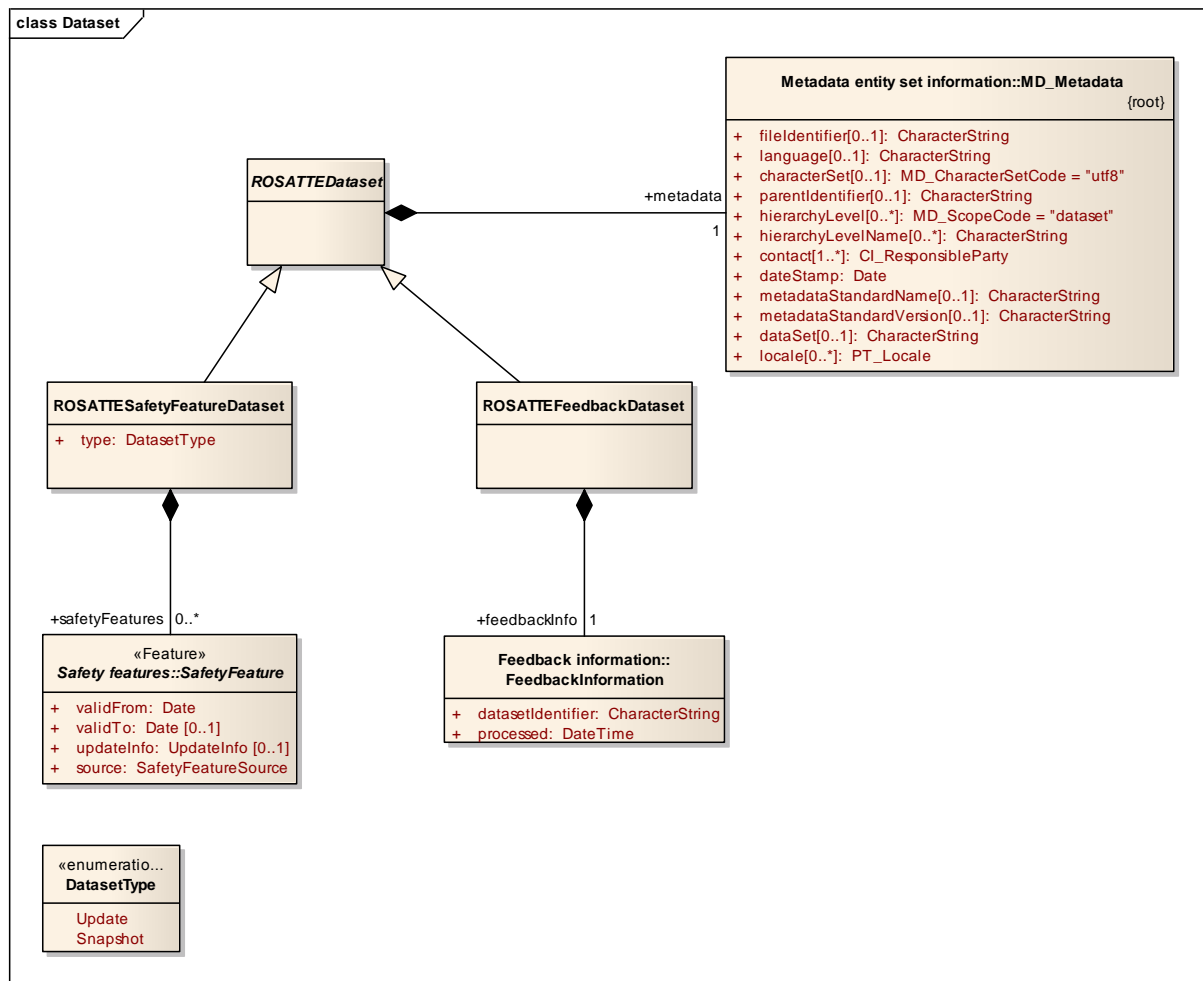 class Dataset
Metadata entity set information::MD_Metadata
{root}
+ fileIdentifier[0..1]: CharacterString
+ language[0..1]: CharacterString
+ characterSet[0..1]: MD_CharacterSetCode = "utf8"
+ parentIdentifier[0..1]: CharacterString
+ hierarchyLevel[0..*]: MD_ScopeCode = "dataset"
+ hierarchyLevelName[0..*]: CharacterString
+ contact[1..*]: CI_ResponsibleParty
+ dateStamp: Date
+ metadataStandardName[0..1]: CharacterString
+ metadataStandardVersion[0..1]: CharacterString
+ dataSet[0..1]: CharacterString
+ locale[0..*]: PT_Locale
ROSATTEDataset
+metadata
1
ROSATTESafetyFeatureDataset
+ type: DatasetType
ROSATTEFeedbackDataset
+safetyFeatures 0..*
+feedbackInfo 1
«Feature»
Safety features::SafetyFeature
+ validFrom: Date
+ validTo: Date [0..1]
+ updateInfo: UpdateInfo [0..1]
+ source: SafetyFeatureSource
Feedback information::
FeedbackInformation
+ datasetIdentifier: CharacterString
+ processed: DateTime
«enumeratio...
DatasetType
Update
Snapshot